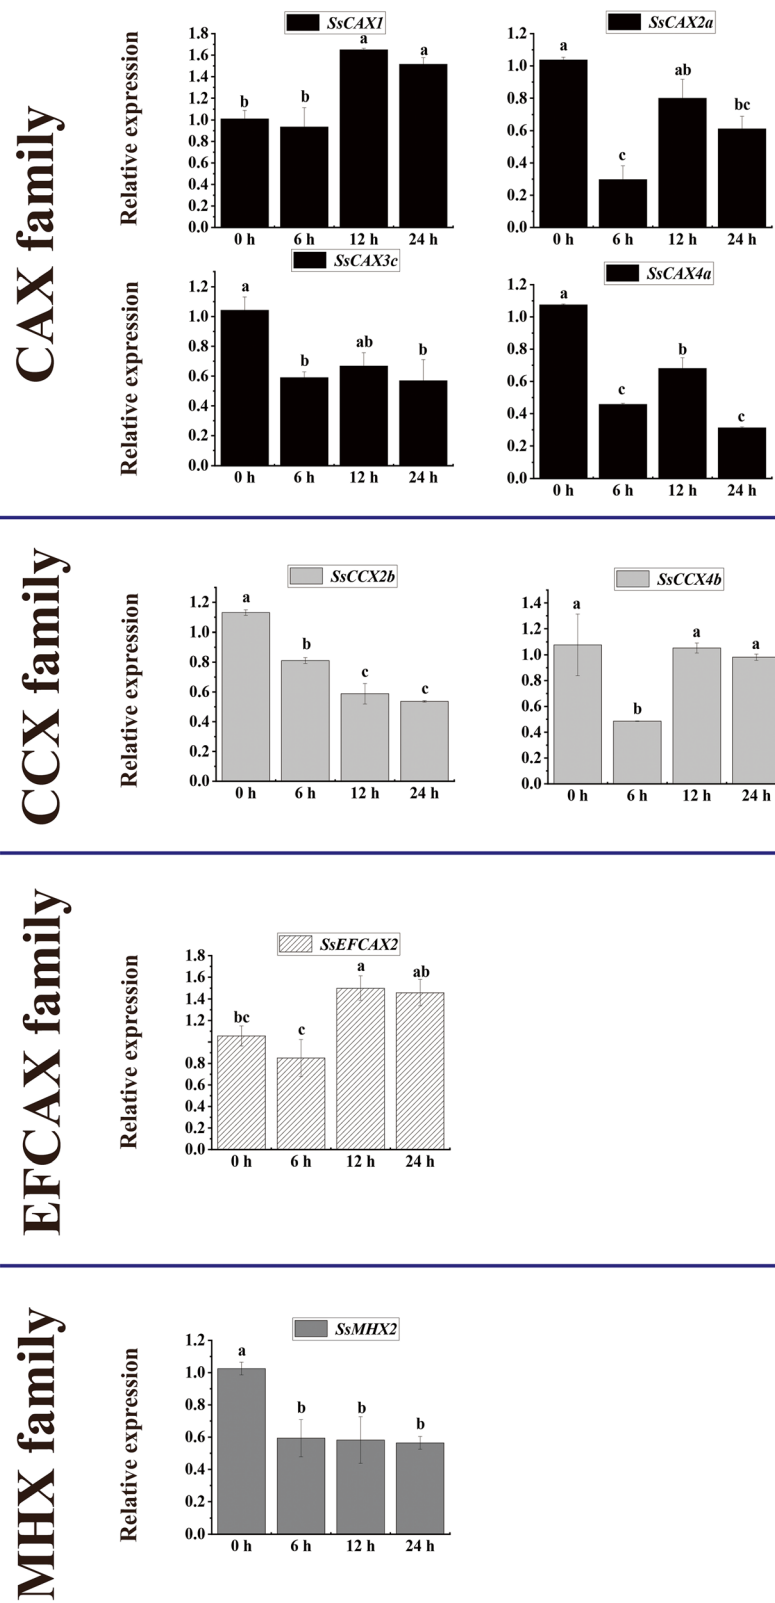 CAX family
SsCAX1
Relative expression
1.8
1.6
1.4
1.2
1.0
0.8
0.6
0.4
0.2
0.0
b
b
a
a
0 h
6 h
12 h
24 h
SsCAX2a
1.2
1.0
0.8
0.6
0.4
0.2
0.0
a
c
ab
bc
0 h
6 h
12 h
24 h
SsCAX3c
Relative expression
1.2
1.0
0.8
0.6
0.4
0.2
0.0
a
b
ab
b
0 h
6 h
12 h
24 h
SsCAX4a
1.2
1.0
0.8
0.6
0.4
0.2
0.0
a
c
b
c
0 h
6 h
12 h
24 h
CCX family
SsCCX2b
Relative expression
1.2
1.0
0.8
0.6
0.4
0.2
0.0
a
b
c
c
0 h
6 h
12 h
24 h
SsCCX4b
1.4
1.2
1.0
0.8
0.6
0.4
0.2
0.0
a
b
a
a
0 h
6 h
12 h
24 h
EFCAX family
SsEFCAX2
Relative expression
1.8
1.6
1.4
1.2
0.8
0.6
0.4
0.2
0.0
bc
c
a
ab
0 h
6 h
12 h
24 h
MHX family
SsMHX2
Relative expression
1.2
1.0
0.8
0.6
0.4
0.2
0.0
a
b
b
b
0 h
6 h
12 h
24 h